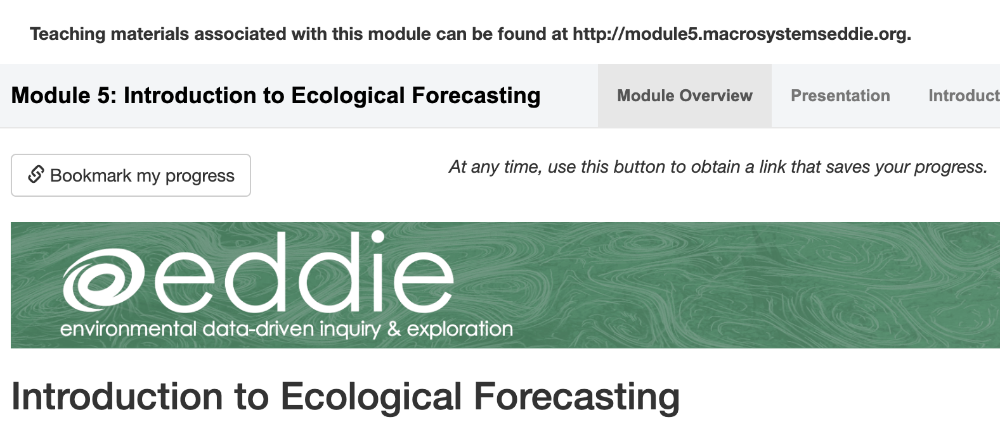 Teaching materials associated with this module can be found at http://module5.macrosystemseddie.org.
Module 5: Introduction to Ecological Forecasting
Module Overview
Presentation
Introduct
Bookmark my progress
At any time, use this button to obtain a link that saves your progress.
eddie
environmental data-driven inquiry & exploration
Introduction to Ecological Forecasting